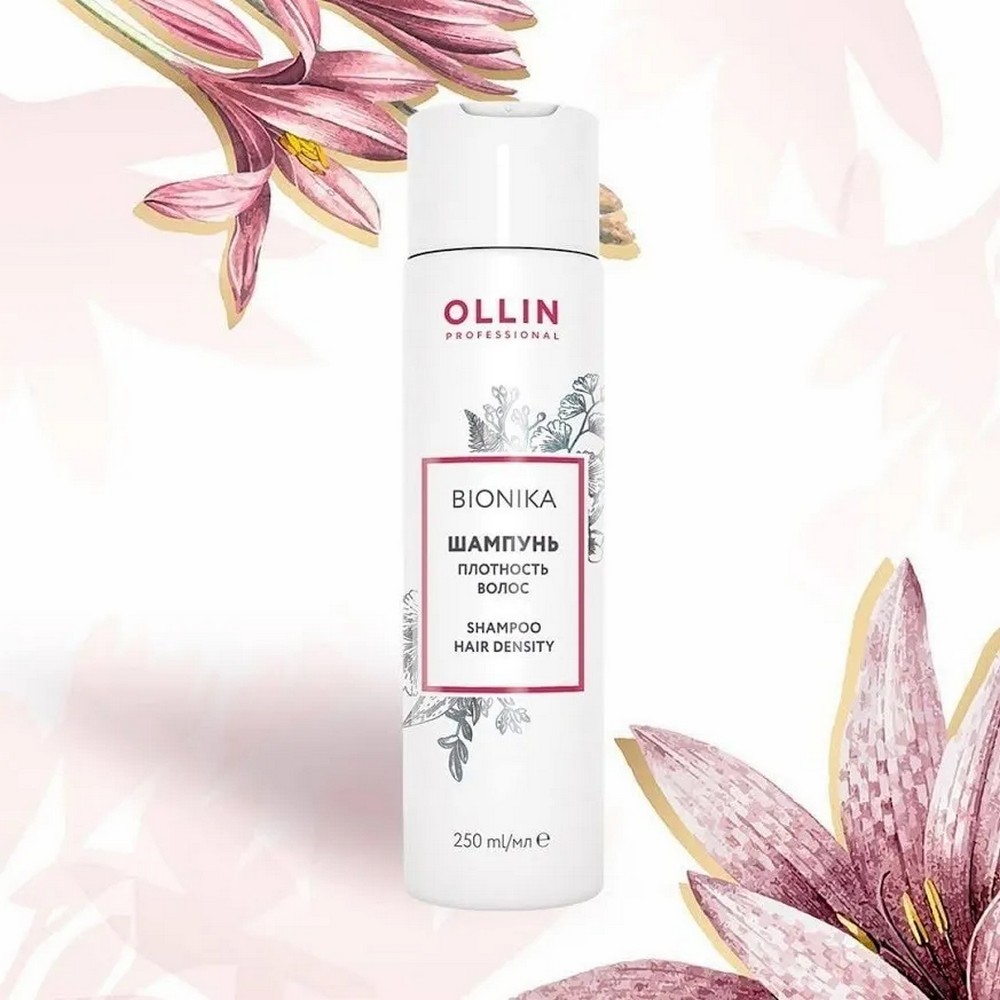 OLLIN
PROFESSIONAL
BIONIKA
ШАМПУНЬ
ПЛОТНОСТЬ
ВОЛОС
SHAMPOO
HAIR DENSITY
250 ml/мл ℮